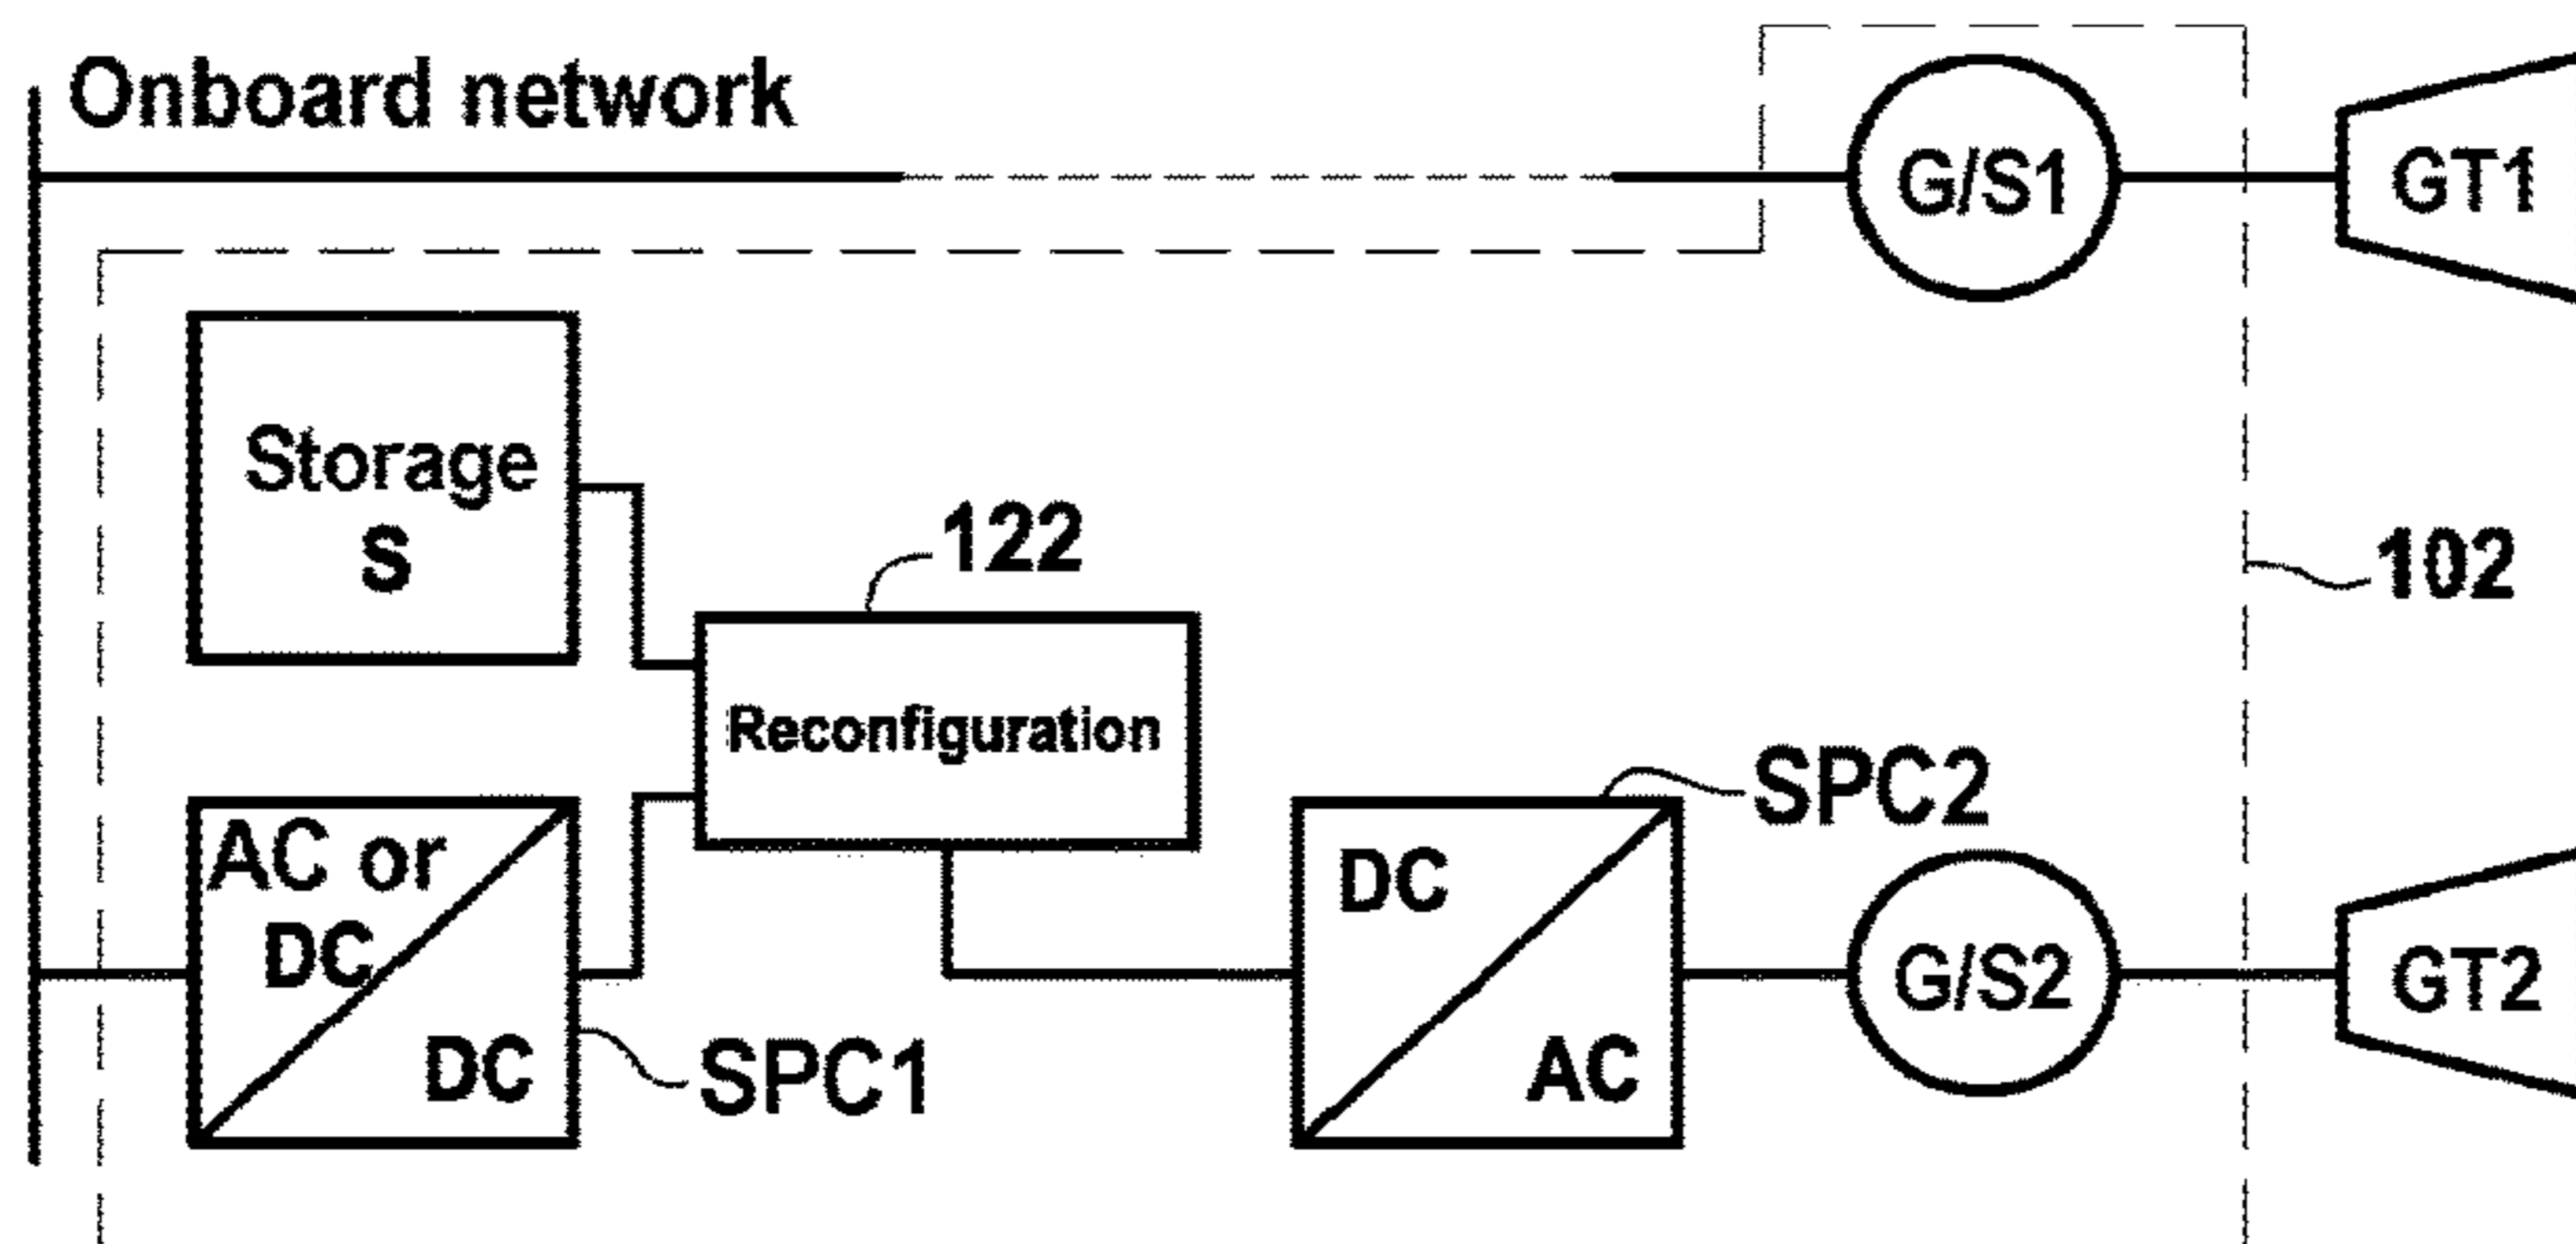 Onboard network
G/S1
GT1
Storage
S
122
102
Reconfiguration
SPC2
AC or
DC
DC
SPC1
DC
AC
G/S2
GT2